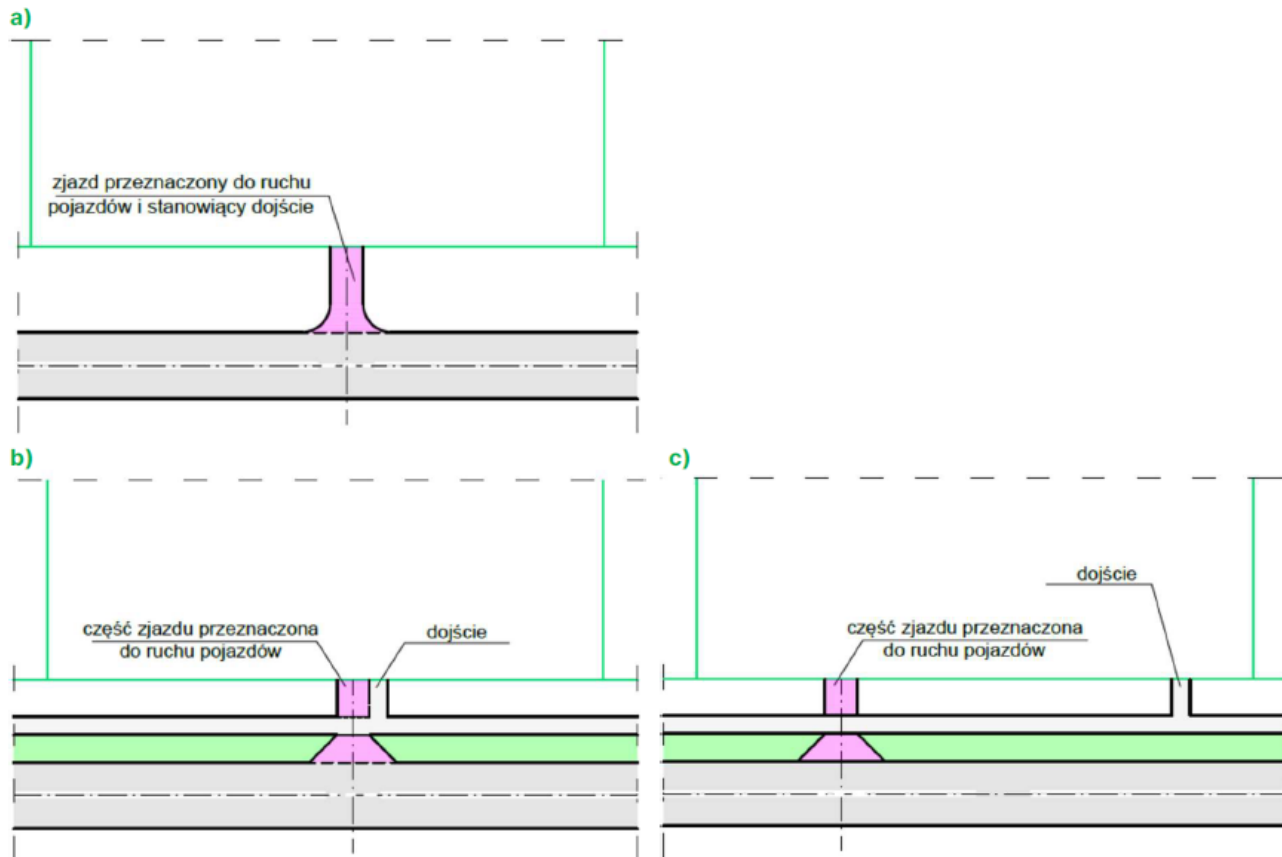 a)
zjazd przeznaczony do ruchu
pojazdów i stanowiący dojście
b)
część zjazdu przeznaczona
do ruchu pojazdów
dojście
c)
dojście
część zjazdu przeznaczona
do ruchu pojazdów